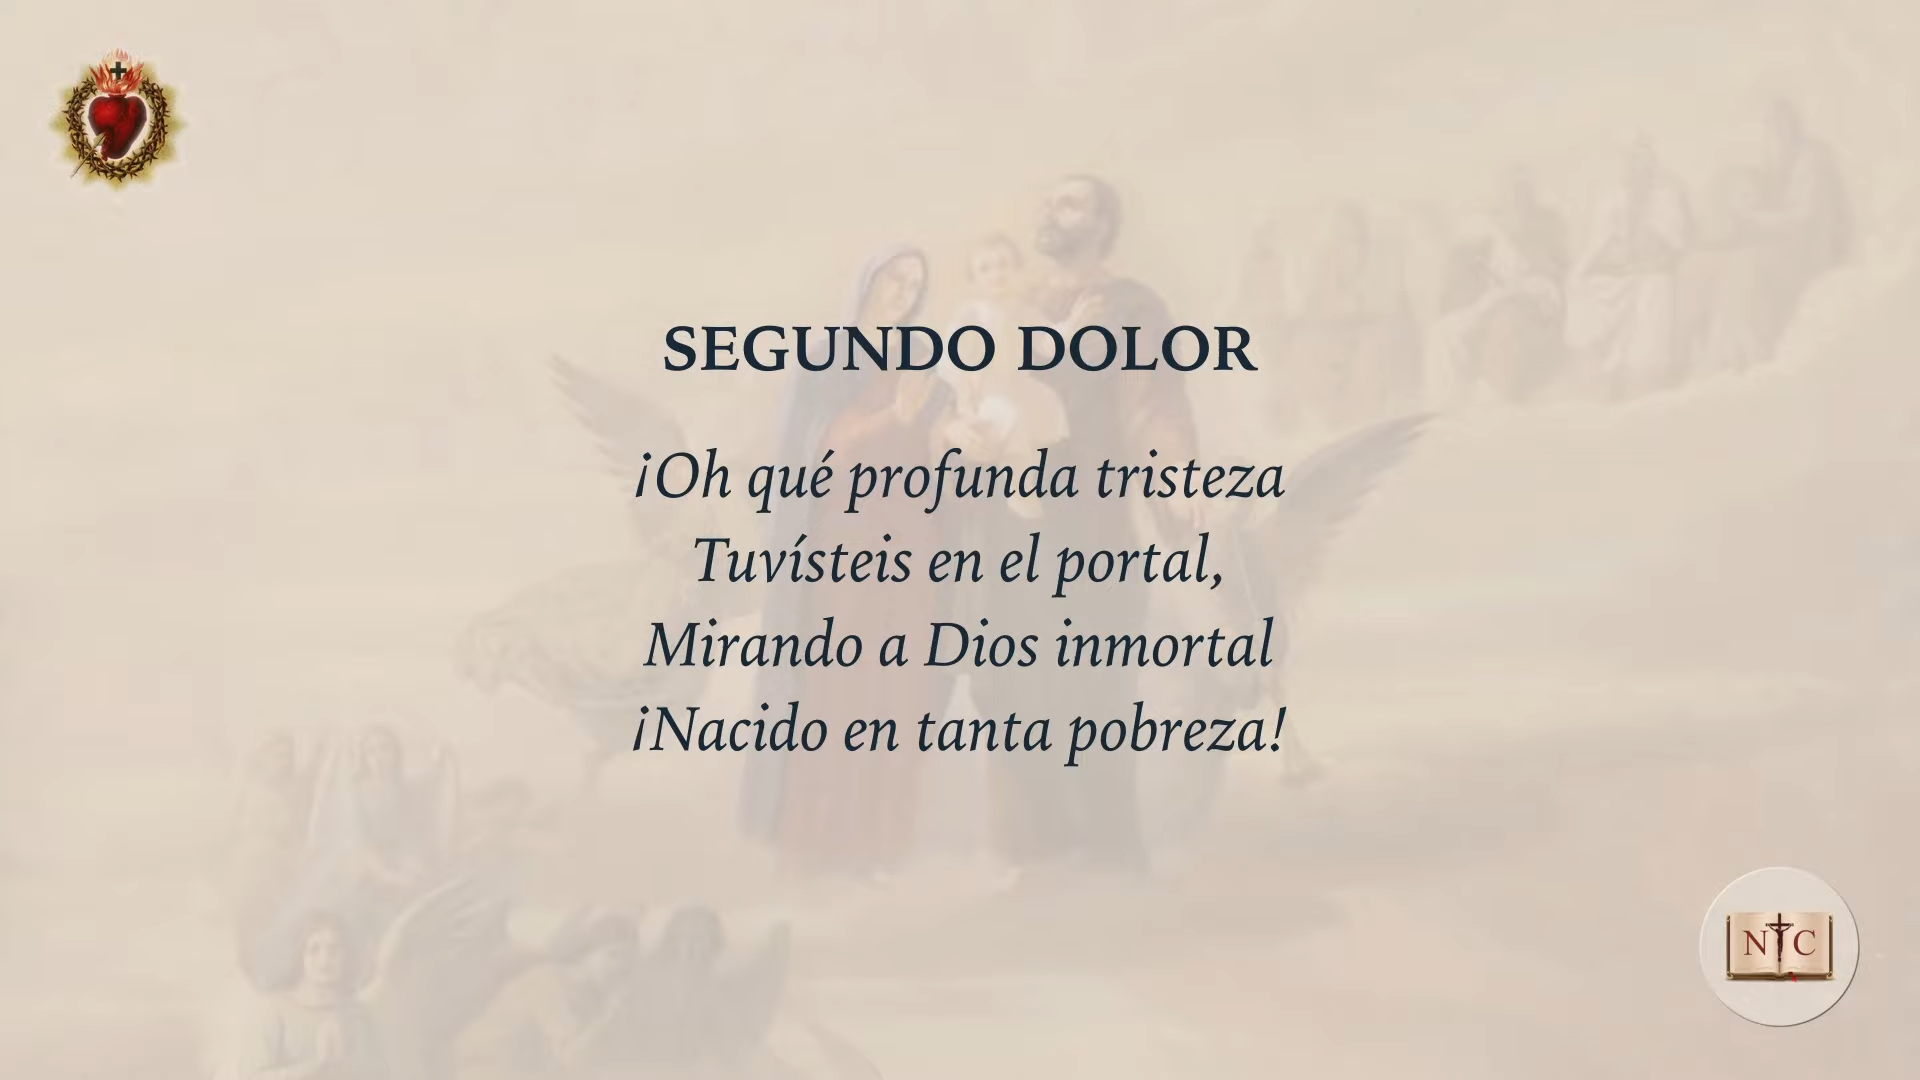 SEGUNDO DOLOR
¡Oh qué profunda tristeza
Tuvísteis en el portal,
Mirando a Dios inmortal
¡Nacido en tanta pobreza!
N C